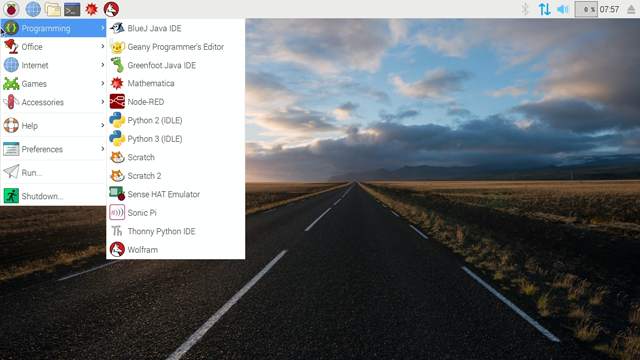 0 %
07:57
Programming
Office
Internet
Games
Accessories
Help
Preferences
Run...
Shutdown...
BlueJ Java IDE
Geany Programmer's Editor
Greenfoot Java IDE
Mathematica
Node-RED
Python 2 (IDLE)
Python 3 (IDLE)
Scratch
Scratch 2
Sense HAT Emulator
Sonic Pi
Thonny Python IDE
Wolfram